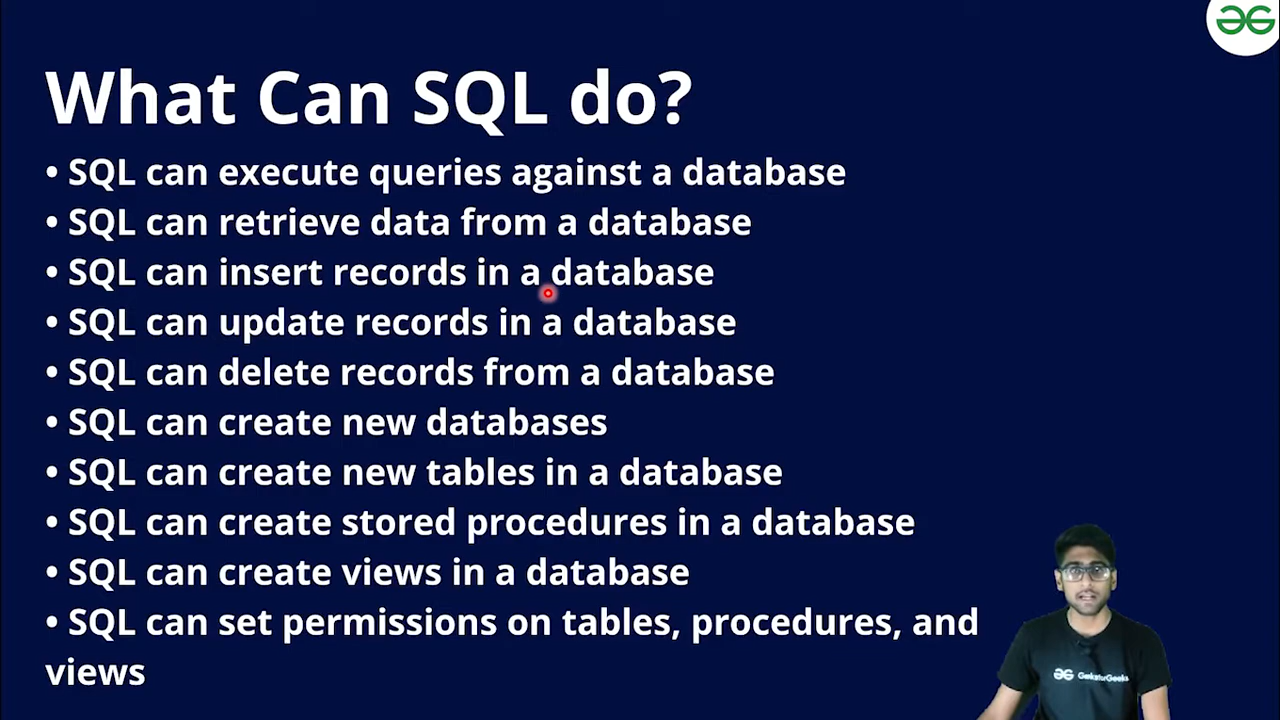 What Can SQL do?
• SQL can execute queries against a database
• SQL can retrieve data from a database
• SQL can insert records in a database
• SQL can update records in a database
• SQL can delete records from a database
• SQL can create new databases
• SQL can create new tables in a database
• SQL can create stored procedures in a database
• SQL can create views in a database
• SQL can set permissions on tables, procedures, and
views
GeeksforGeeks